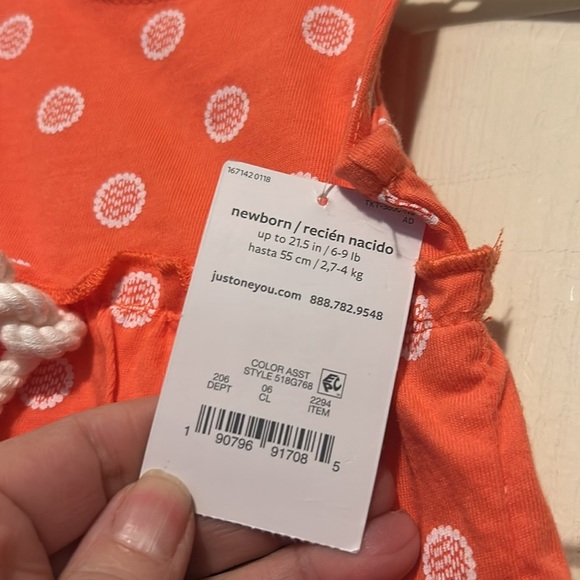 167142 0118
AD
newborn / recién nacido
up to 21.5 in / 6-9 lb
hasta 55 cm / 2,7-4 kg
justoneyou.com 888.782.9548
COLOR ASST
STYLE 518G768
206 06 2294
DEPT CL ITEM
1 90796 91708 5